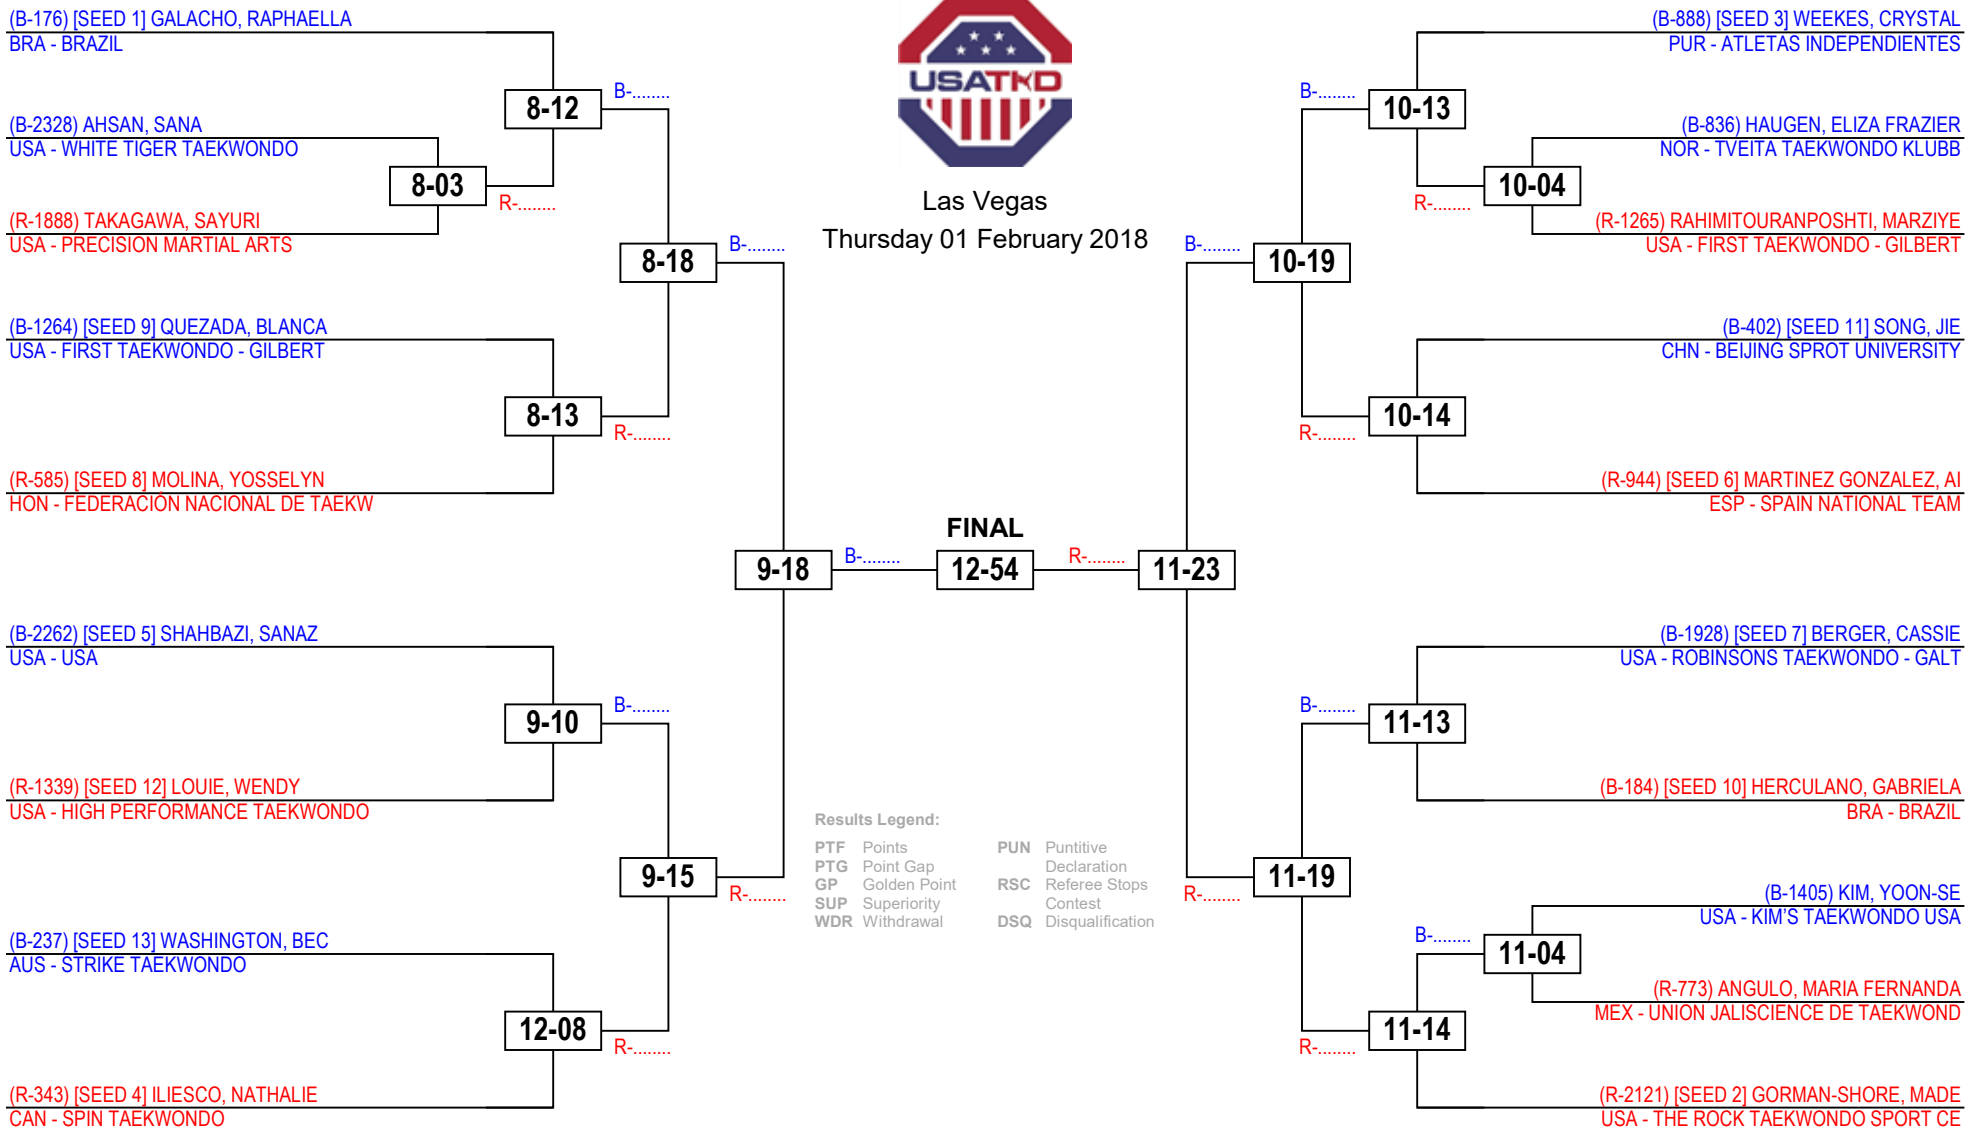 (B-176) [SEED 1] GALACHO, RAPHAELLA
BRA - BRAZIL
8-12
B-........
(B-2328) AHSAN, SANA
USA - WHITE TIGER TAEKWONDO
8-03
R-........
(R-1888) TAKAGAWA, SAYURI
USA - PRECISION MARTIAL ARTS
8-18
B-........
(B-1264) [SEED 9] QUEZADA, BLANCA
USA - FIRST TAEKWONDO - GILBERT
8-13
R-........
(R-585) [SEED 8] MOLINA, YOSSELYN
HON - FEDERACIÓN NACIONAL DE TAEKW
9-18
B-........
(B-2262) [SEED 5] SHAHBAZI, SANAZ
USA - USA
9-10
B-........
(R-1339) [SEED 12] LOUIE, WENDY
USA - HIGH PERFORMANCE TAEKWONDO
9-15
R-........
(B-237) [SEED 13] WASHINGTON, BEC
AUS - STRIKE TAEKWONDO
12-08
R-........
(R-343) [SEED 4] ILIESCO, NATHALIE
CAN - SPIN TAEKWONDO
USATKD
Las Vegas
Thursday 01 February 2018
FINAL
12-54
Results Legend:
PTF Points
PTG Point Gap
GP Golden Point
SUP Superiority
WDR Withdrawal
PUN Puntitive
Declaration
RSC Referee Stops
Contest
DSQ Disqualification
(B-888) [SEED 3] WEEKES, CRYSTAL
PUR - ATLETAS INDEPENDIENTES
B-........
10-13
(B-836) HAUGEN, ELIZA FRAZIER
NOR - TVEITA TAEKWONDO KLUBB
R-........
10-04
(R-1265) RAHIMITOURANPOSHTI, MARZIYE
USA - FIRST TAEKWONDO - GILBERT
B-........
10-19
(B-402) [SEED 11] SONG, JIE
CHN - BEIJING SPROT UNIVERSITY
R-........
10-14
(R-944) [SEED 6] MARTINEZ GONZALEZ, AI
ESP - SPAIN NATIONAL TEAM
R-........
11-23
(B-1928) [SEED 7] BERGER, CASSIE
USA - ROBINSONS TAEKWONDO - GALT
B-........
11-13
(B-184) [SEED 10] HERCULANO, GABRIELA
BRA - BRAZIL
R-........
11-19
(B-1405) KIM, YOON-SE
USA - KIM'S TAEKWONDO USA
B-........
11-04
(R-773) ANGULO, MARIA FERNANDA
MEX - UNION JALISCIENCE DE TAEKWOND
R-........
11-14
(R-2121) [SEED 2] GORMAN-SHORE, MADE
USA - THE ROCK TAEKWONDO SPORT CE